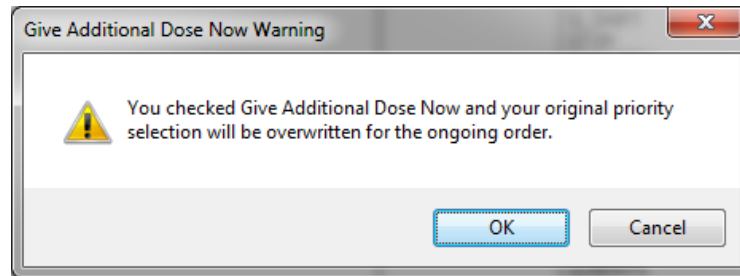 Give Additional Dose Now Warning
You checked Give Additional Dose Now and your original priority
selection will be overwritten for the ongoing order.
OK
Cancel